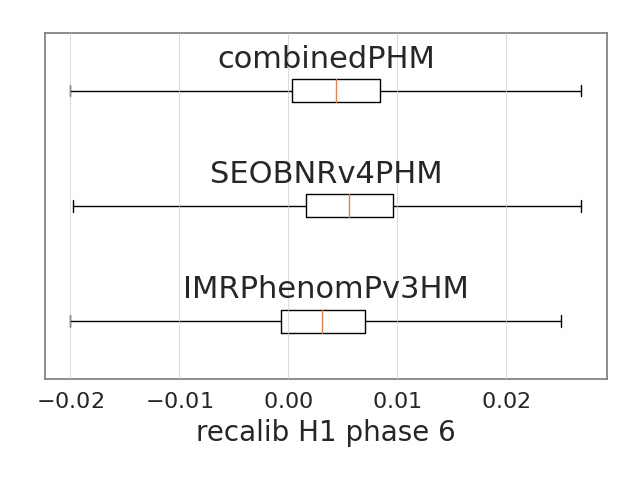 combinedPHM
SEOBNRv4PHM
IMRPhenomPv3HM
−0.02 −0.01 0.00 0.01 0.02
recalib H1 phase 6